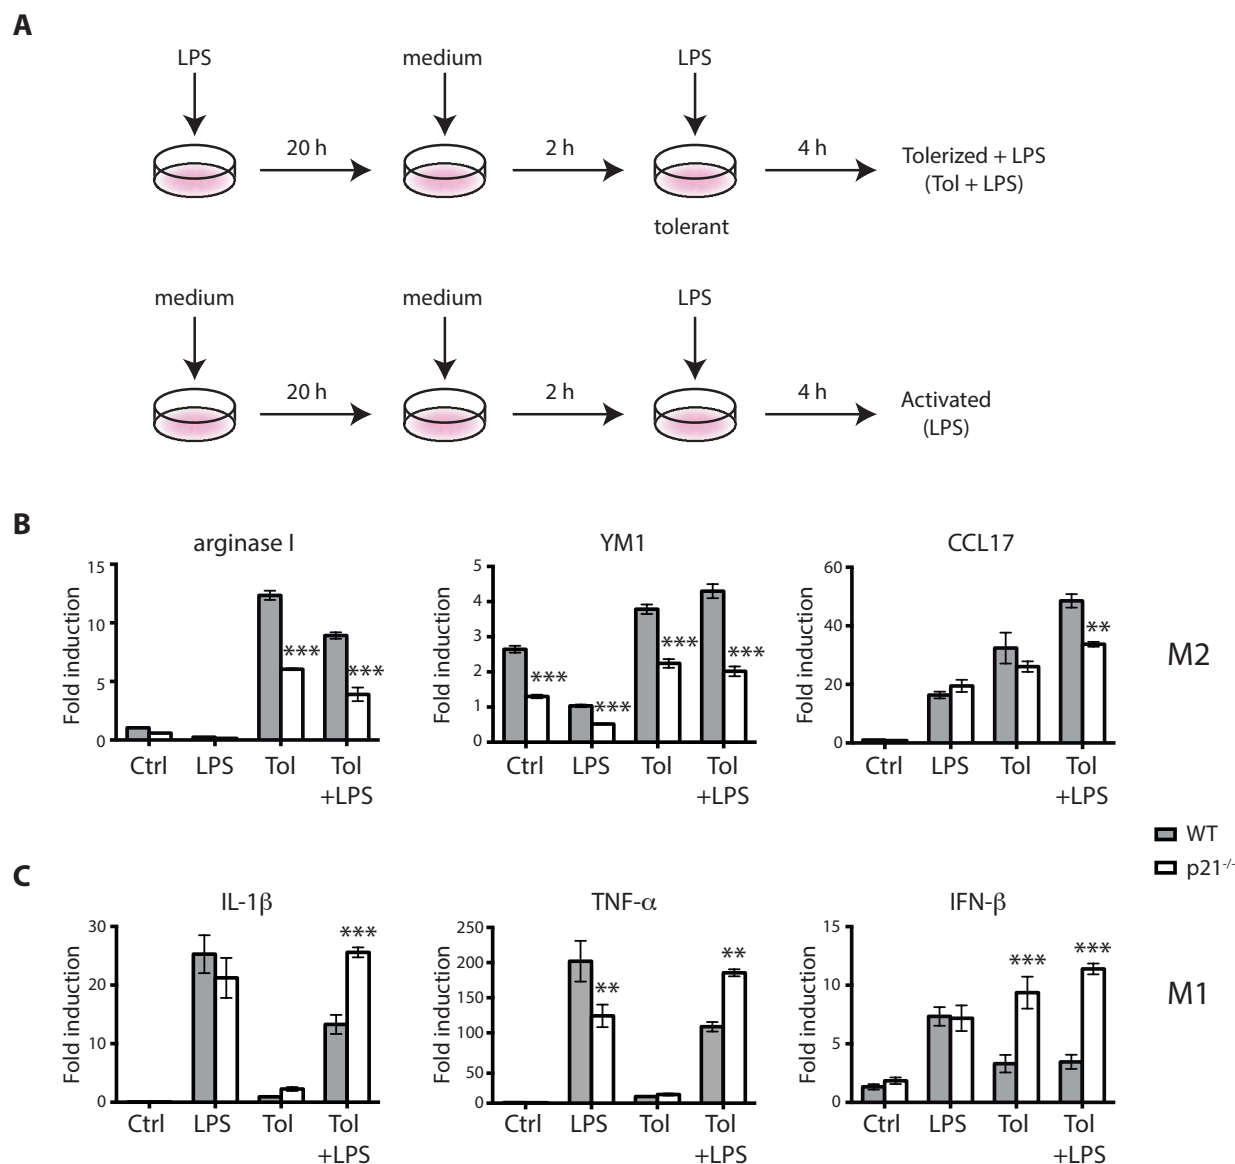 A
LPS
medium
LPS
20 h
2 h
4 h
Tolerized + LPS
(Tol + LPS)
tolerant
medium
medium
LPS
20 h
2 h
4 h
Activated
(LPS)
B
arginase I
YM1
CCL17
Fold induction
15
10
5
0
***
***
Ctrl
LPS
Tol
Tol
+LPS
Fold induction
5
4
3
2
1
0
***
***
***
***
Ctrl
LPS
Tol
Tol
+LPS
Fold induction
60
40
20
0
**
Ctrl
LPS
Tol
Tol
+LPS
M2
WT
p21-/-
C
IL-1β
TNF-α
IFN-β
Fold induction
30
20
10
0
***
Ctrl
LPS
Tol
Tol
+LPS
Fold induction
250
200
150
100
50
0
**
**
Ctrl
LPS
Tol
Tol
+LPS
Fold induction
15
10
5
0
***
***
Ctrl
LPS
Tol
Tol
+LPS
M1